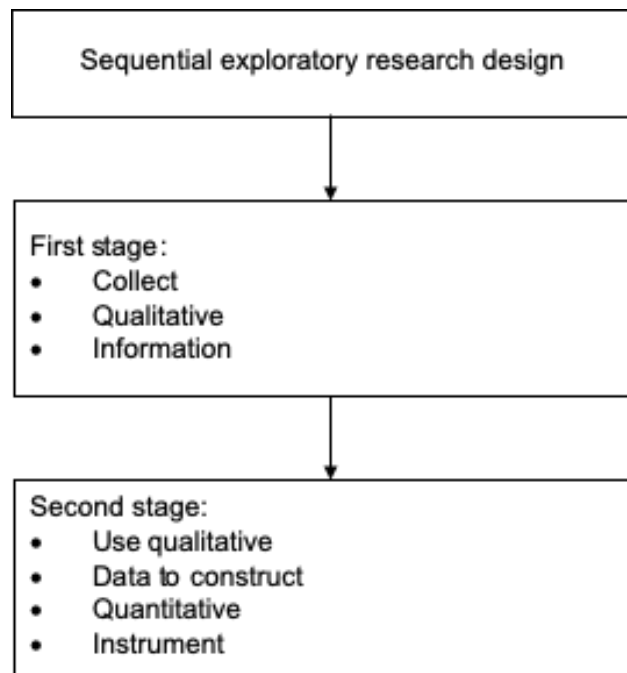 Sequential exploratory research design
First stage:
• Collect
• Qualitative
• Information
Second stage:
• Use qualitative
• Data to construct
• Quantitative
• Instrument